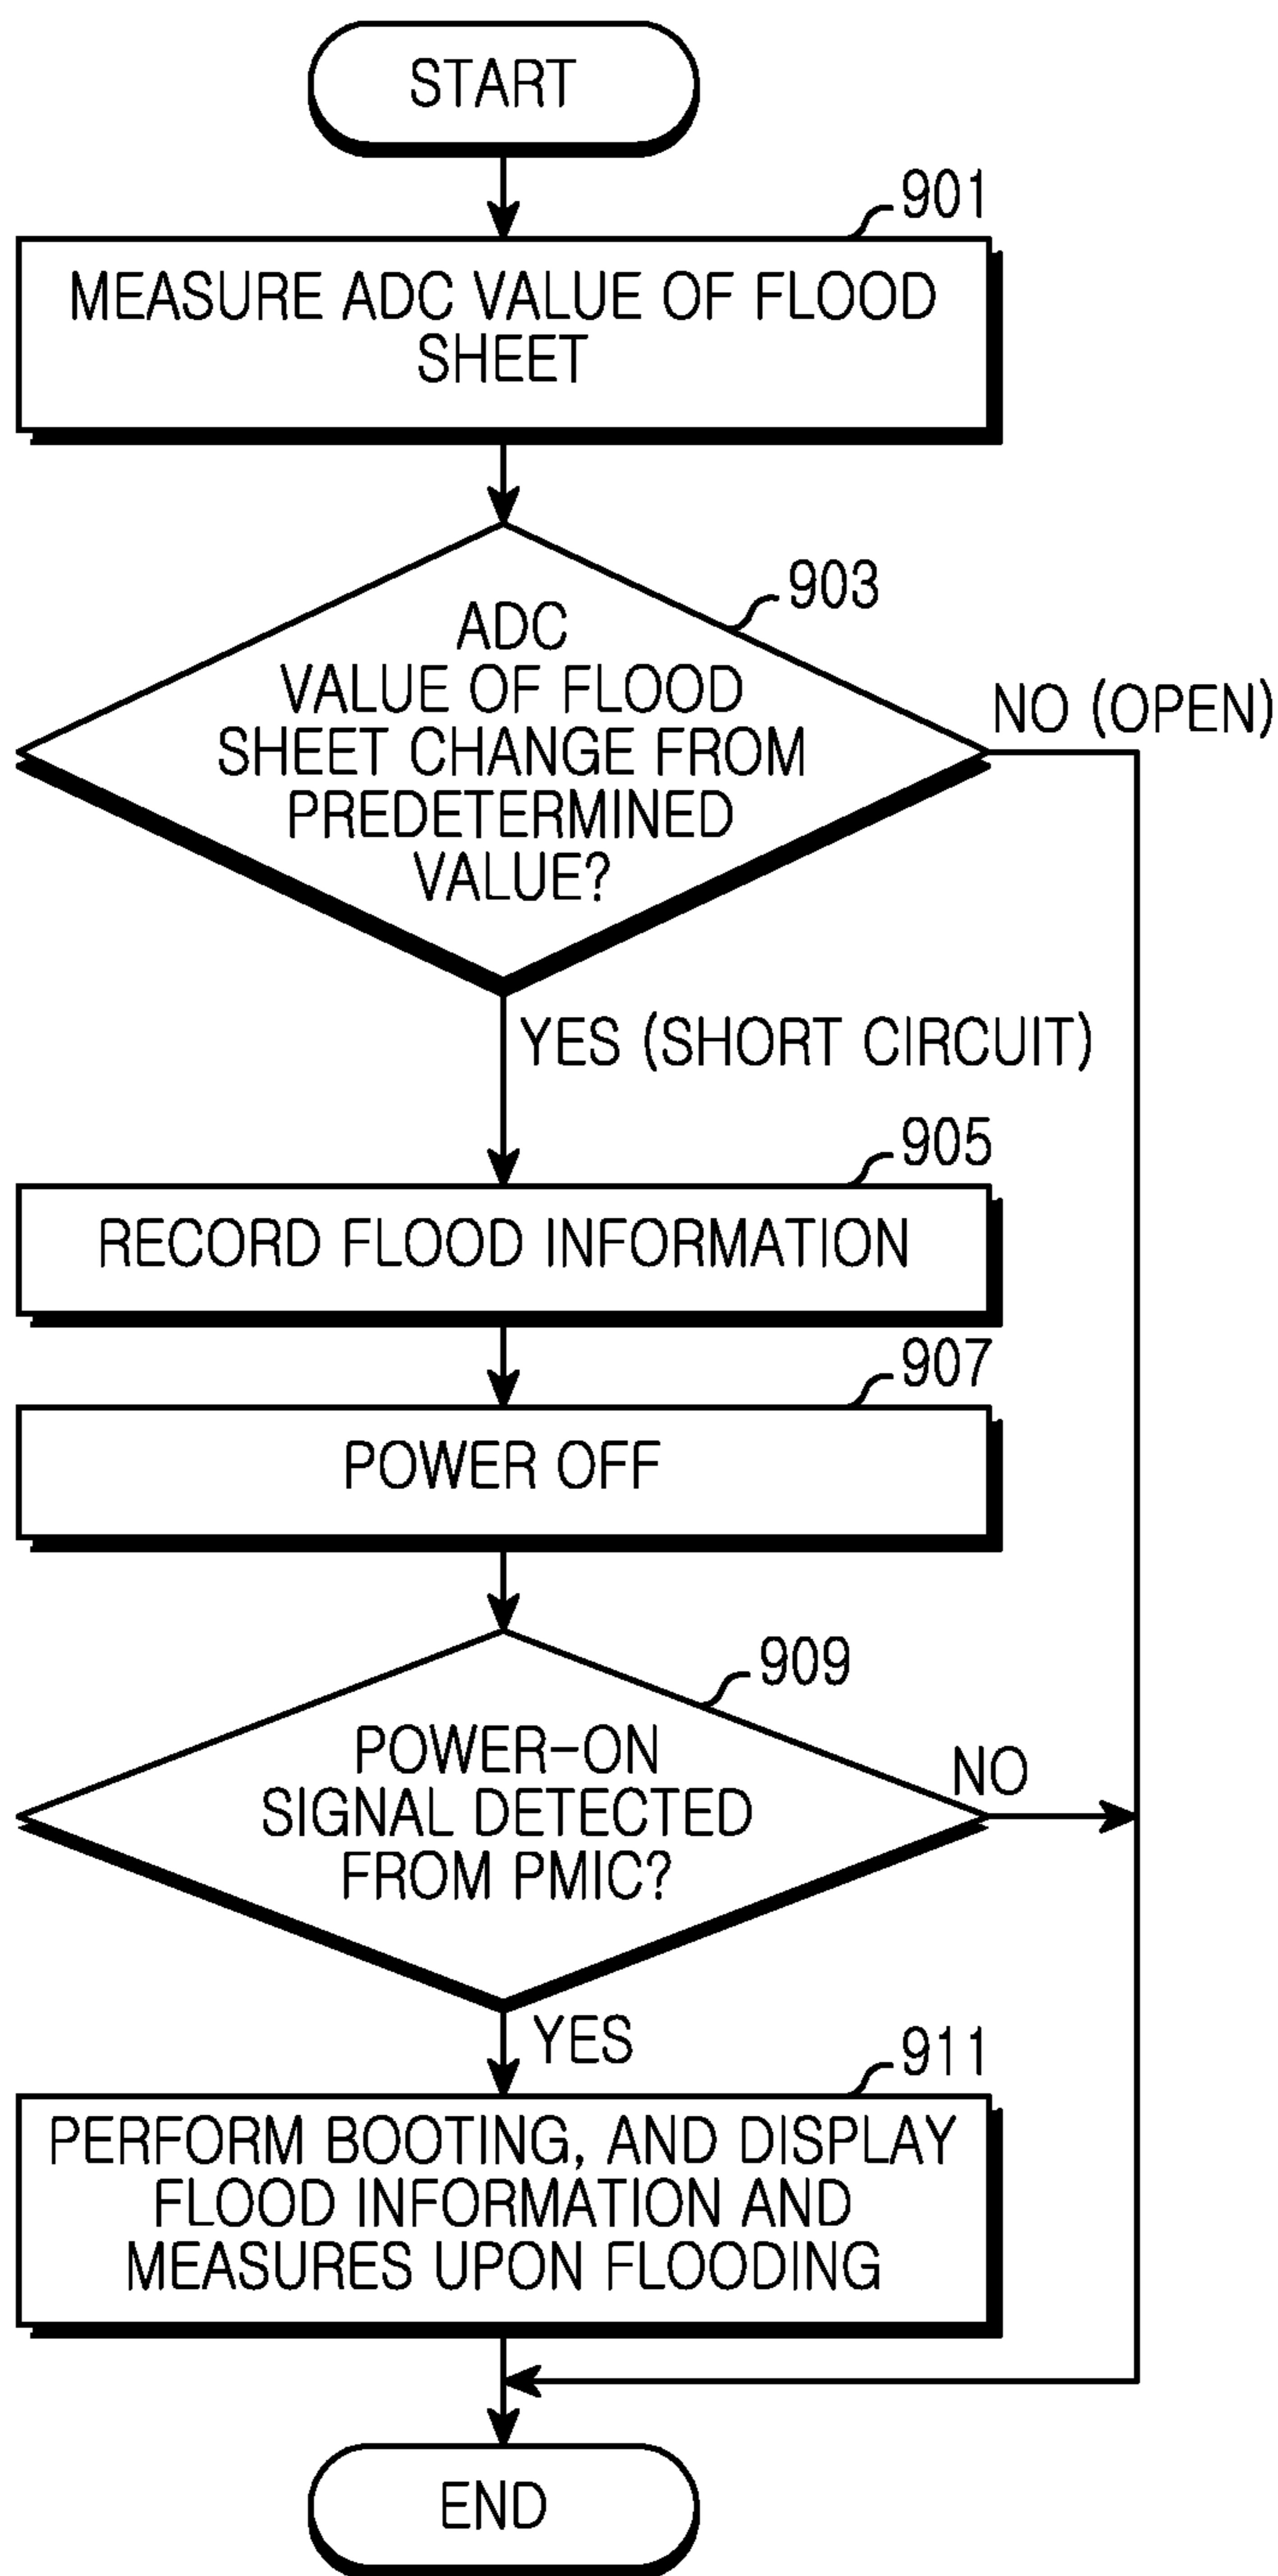 START
901
MEASURE ADC VALUE OF FLOOD
SHEET
903
ADC
VALUE OF FLOOD
SHEET CHANGE FROM
PREDETERMINED
VALUE?
NO (OPEN)
YES (SHORT CIRCUIT)
905
RECORD FLOOD INFORMATION
907
POWER OFF
909
POWER-ON
SIGNAL DETECTED
FROM PMIC?
NO
YES
911
PERFORM BOOTING, AND DISPLAY
FLOOD INFORMATION AND
MEASURES UPON FLOODING
END